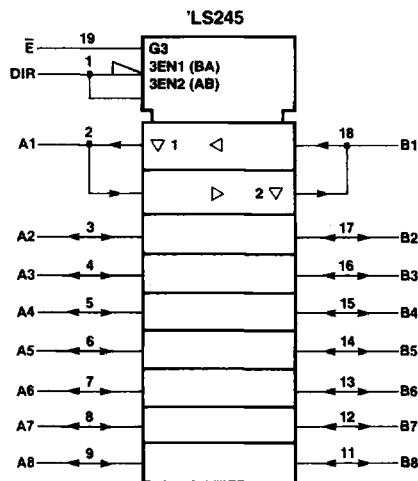 'LS245
E̅ 19 G3
DIR 1 3EN1 (BA)
3EN2 (AB)
A1 2 ▽ 1 ◁ 18 B1
▷ 2 ▽
A2 3 17 B2
A3 4 16 B3
A4 5 15 B4
A5 6 14 B5
A6 7 13 B6
A7 8 12 B7
A8 9 11 B8